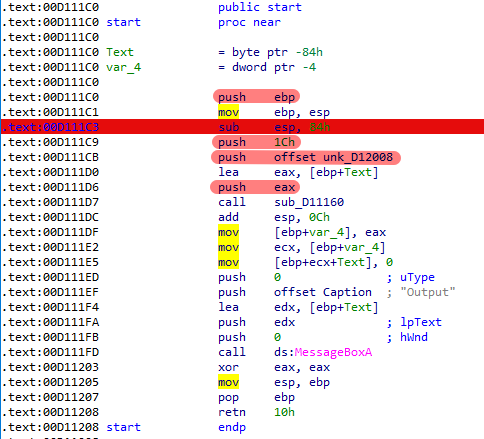 .text:00D111C0 public start
.text:00D111C0 start proc near
.text:00D111C0
.text:00D111C0 Text = byte ptr -84h
.text:00D111C0 var_4 = dword ptr -4
.text:00D111C0
.text:00D111C0 push ebp
.text:00D111C1 mov ebp, esp
.text:00D111C3 sub esp, 84h
.text:00D111C9 push 1Ch
.text:00D111CB push offset unk_D12008
.text:00D111D0 lea eax, [ebp+Text]
.text:00D111D6 push eax
.text:00D111D7 call sub_D11160
.text:00D111DC add esp, 0Ch
.text:00D111DF mov [ebp+var_4], eax
.text:00D111E2 mov ecx, [ebp+var_4]
.text:00D111E5 mov [ebp+ecx+Text], 0
.text:00D111ED push 0 ; uType
.text:00D111EF push offset Caption ; "Output"
.text:00D111F4 lea edx, [ebp+Text]
.text:00D111FA push edx ; lpText
.text:00D111FB push 0 ; hWnd
.text:00D111FD call ds:MessageBoxA
.text:00D11203 xor eax, eax
.text:00D11205 mov esp, ebp
.text:00D11207 pop ebp
.text:00D11208 retn 10h
.text:00D11208 start endp